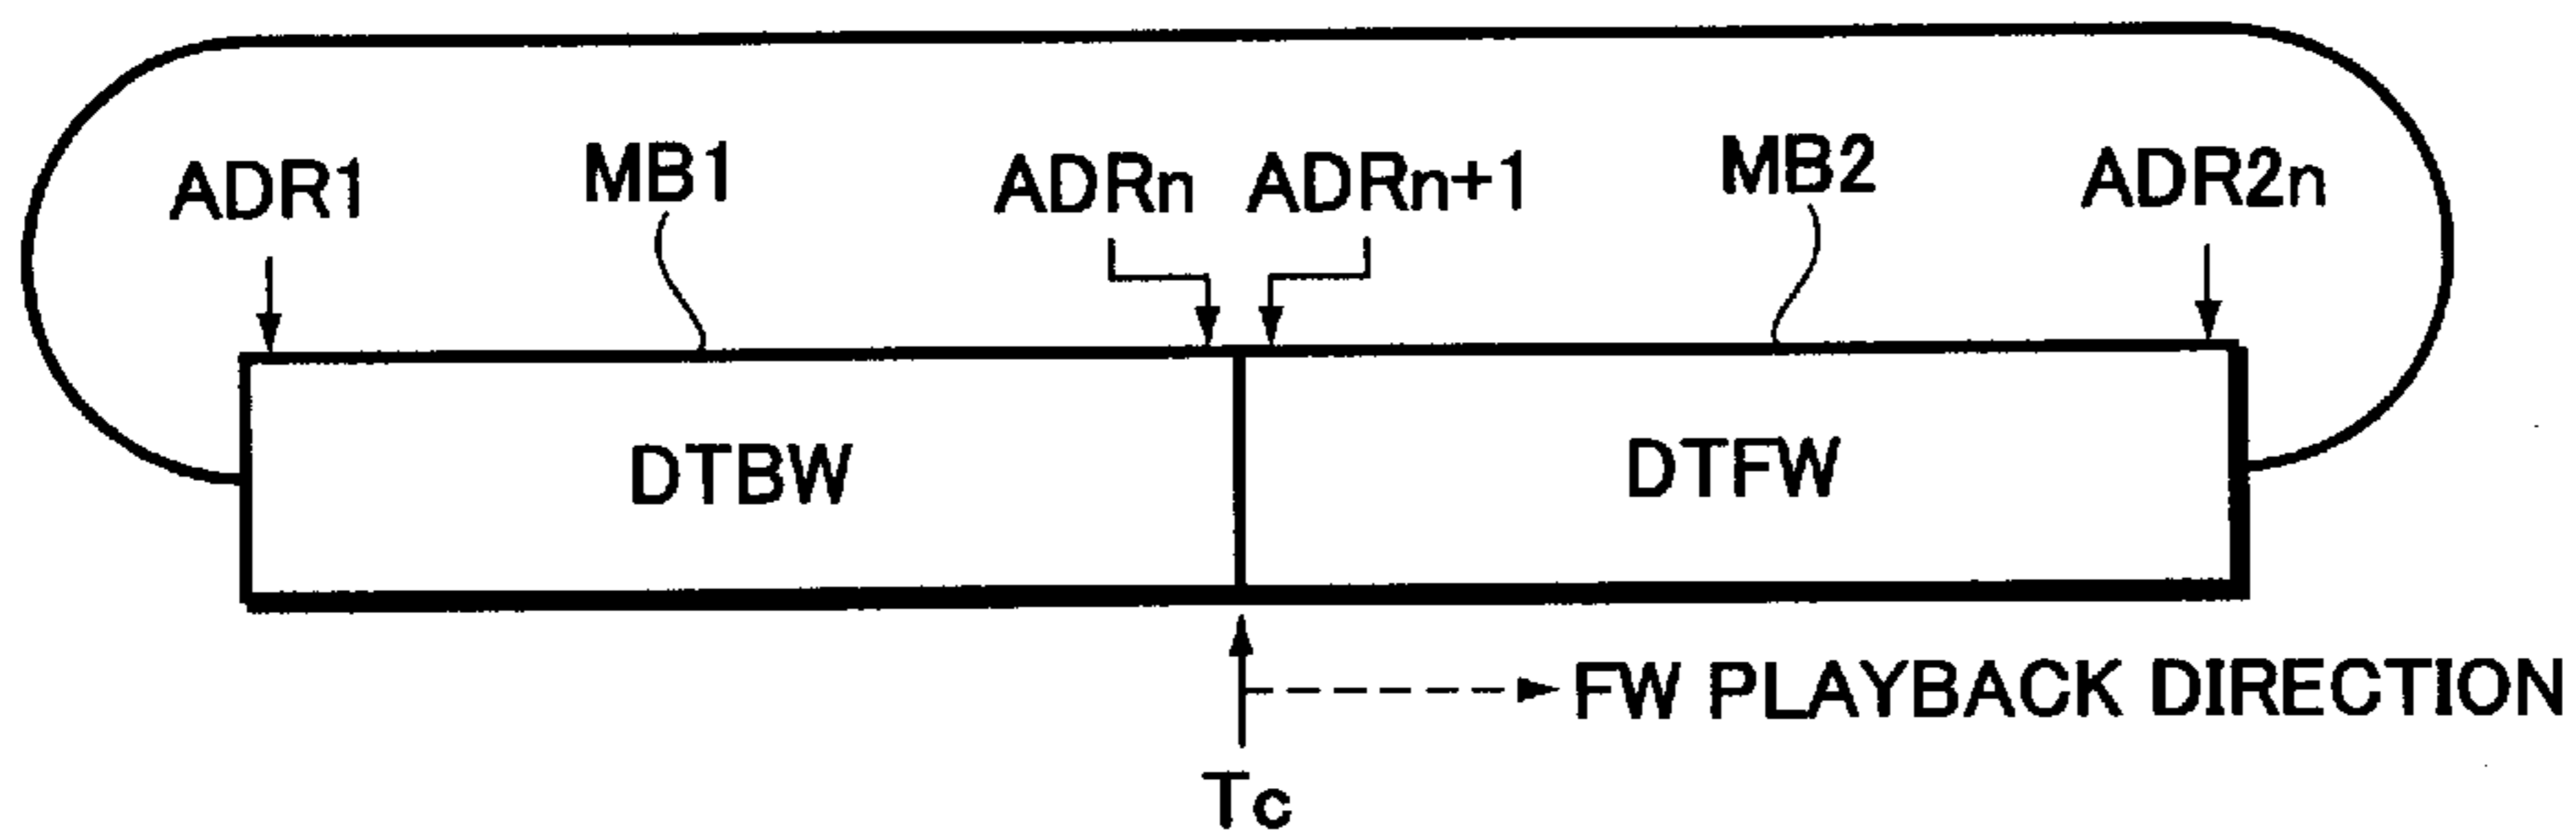 ADR1 MB1 ADRn ADRn+1 MB2 ADR2n
DTBW DTFW
FW PLAYBACK DIRECTION
Tc